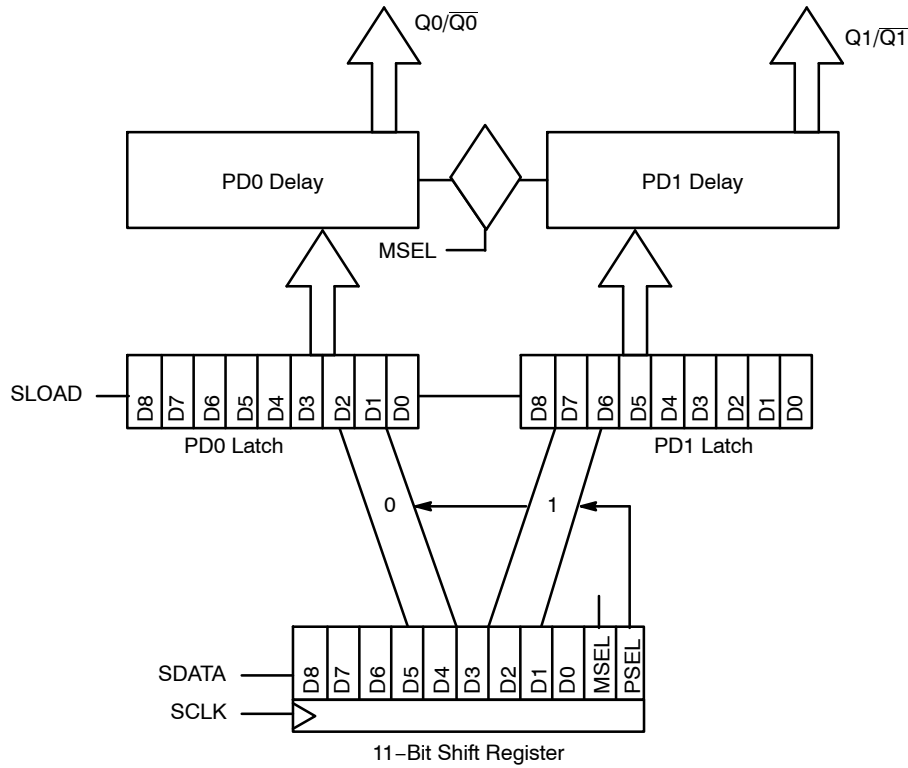 Q0/Q0
Q1/Q1
PD0 Delay
PD1 Delay
MSEL
SLOAD
D8 D7 D6 D5 D4 D3 D2 D1 D0
D8 D7 D6 D5 D4 D3 D2 D1 D0
PD0 Latch
PD1 Latch
0
1
SDATA
D8 D7 D6 D5 D4 D3 D2 D1 D0 MSEL PSEL
SCLK
11−Bit Shift Register